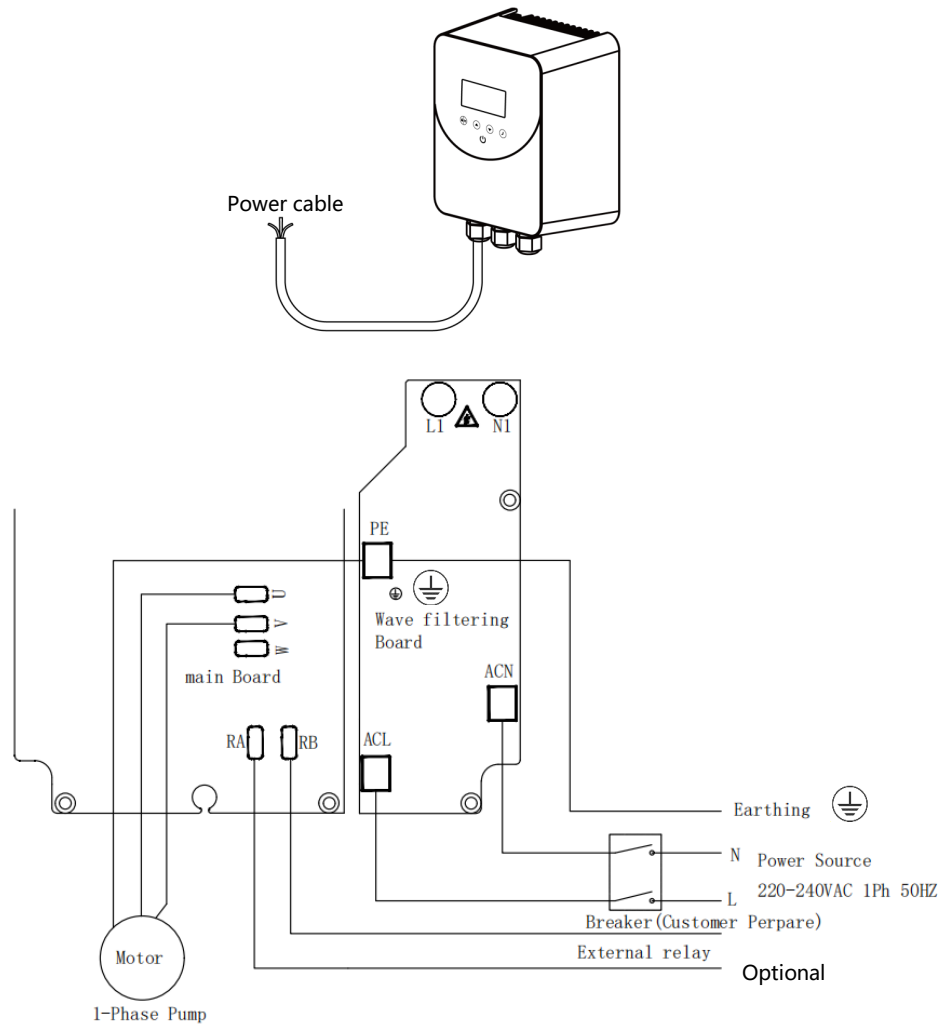 Power cable
L1
N1
PE
U
V
W
Wave filtering
Board
main Board
ACN
RA
RB
ACL
Earthing
N
Power Source
L
220-240VAC 1Ph 50HZ
Breaker(Customer Perpare)
External relay
Motor
Optional
1-Phase Pump